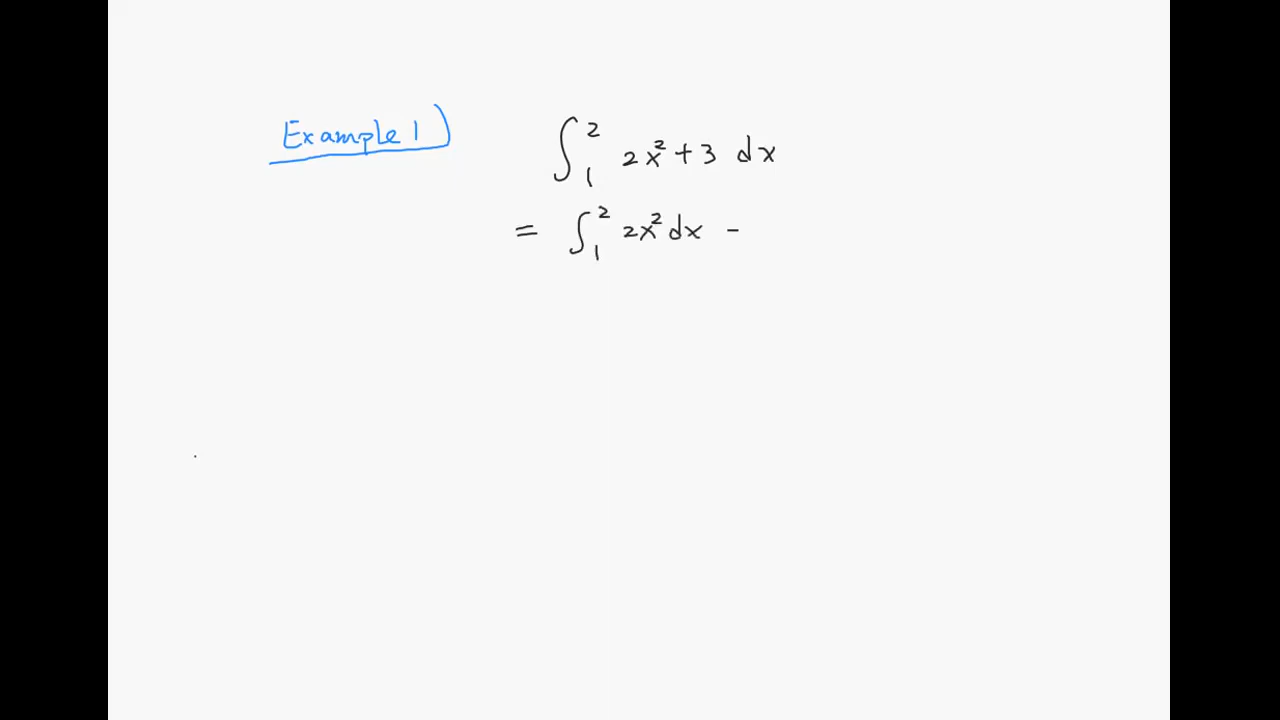 Example 1) ∫₁² 2x² + 3 dx
= ∫₁² 2x² dx -